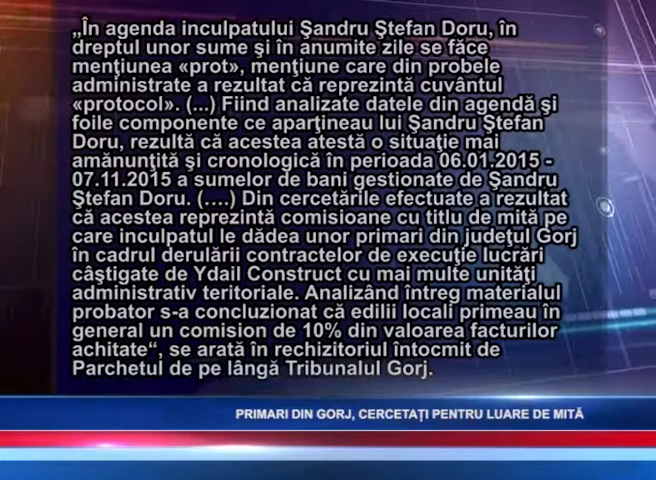 „În agenda inculpatului Şandru Ştefan Doru, în
dreptul unor sume şi în anumite zile se făce
menţiunea «prot», menţiune care din probele
administrate a rezultat că reprezintă cuvântul
«protocol». (...) Fiind analizate datele din agendă şi
foile componente ce aparţineau lui Şandru Ştefan
Doru, rezultă că acestea atestă o situaţie mai
amănunţită şi cronologică în perioada 06.01.2015 -
07.11.2015 a sumelor de bani gestionate de Şandru
Ştefan Doru. (....) Din cercetările efectuate a rezultat
că acestea reprezintă comisioane cu titlu de mită pe
care inculpatul le dădea unor primari din judeţul Gorj
în cadrul derulării contractelor de execuţie lucrări
câştigate de Ydail Construct cu mai multe unităţi
administrativ teritoriale. Analizând întreg materialul
probator s-a concluzionat că edilii locali primeau în
general un comision de 10% din valoarea facturilor
achitate“, se arată în rechizitoriul întocmit de
Parchetul de pe lângă Tribunalul Gorj.
PRIMARI DIN GORJ, CERCETAŢI PENTRU LUARE DE MITĂ